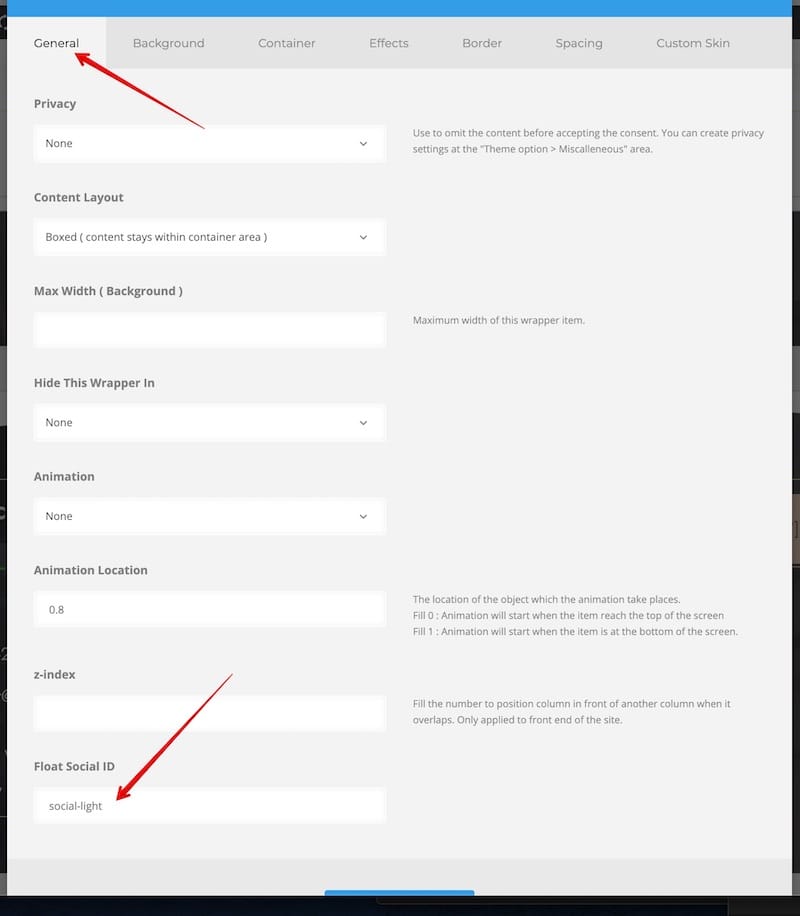 General Background Container Effects Border Spacing Custom Skin
Privacy
None
Use to omit the content before accepting the consent. You can create privacy
settings at the "Theme option > Miscalleneous" area.
Content Layout
Boxed ( content stays within container area )
Max Width ( Background )
Maximum width of this wrapper item.
Hide This Wrapper In
None
Animation
None
Animation Location
0.8
The location of the object which the animation take places.
Fill 0 : Animation will start when the item reach the top of the screen
Fill 1 : Animation will start when the item is at the bottom of the screen.
z-index
Fill the number to position column in front of another column when it
overlaps. Only applied to front end of the site.
Float Social ID
social-light